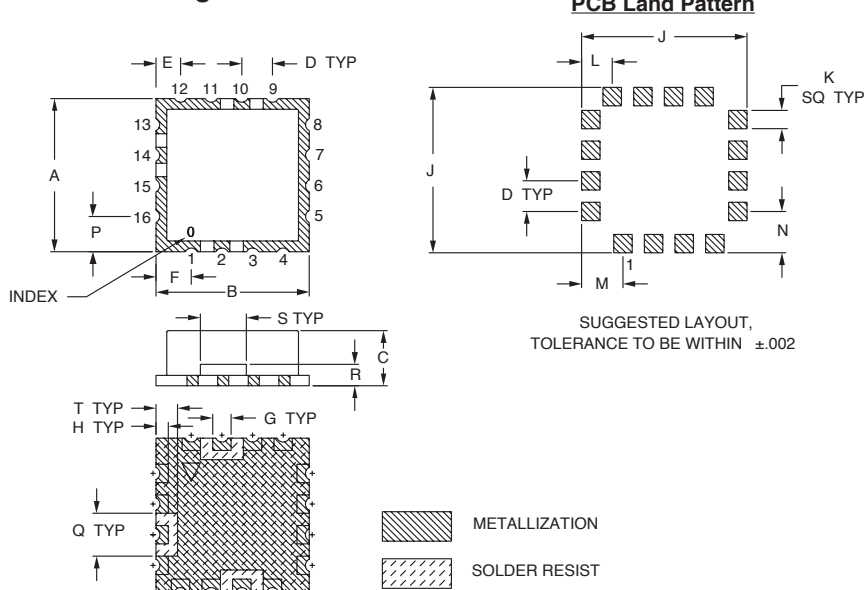 PCB Land Pattern
E
D TYP
12 11 10 9
13
14
15
16
8
7
6
5
A
P
0
1 2 3 4
F
B
INDEX
J
L
K
SQ TYP
J
D TYP
N
1
M
SUGGESTED LAYOUT,
TOLERANCE TO BE WITHIN ±.002
S TYP
C
R
T TYP
H TYP
G TYP
Q TYP
METALLIZATION
SOLDER RESIST